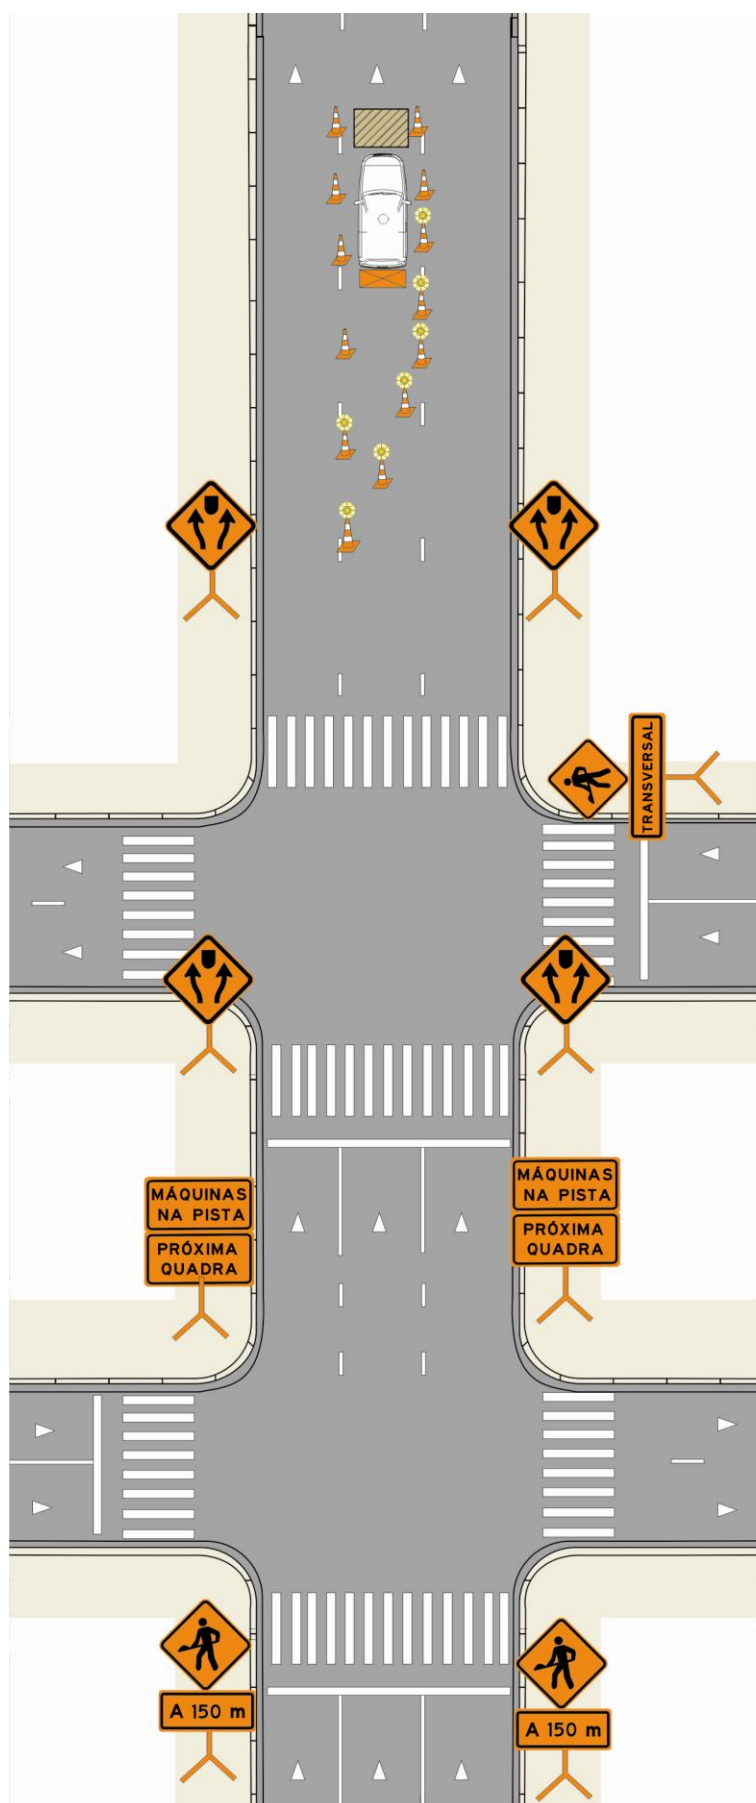 TRANSVERSAL
MÁQUINAS
NA PISTA
PRÓXIMA
QUADRA
MÁQUINAS
NA PISTA
PRÓXIMA
QUADRA
A 150 m
A 150 m